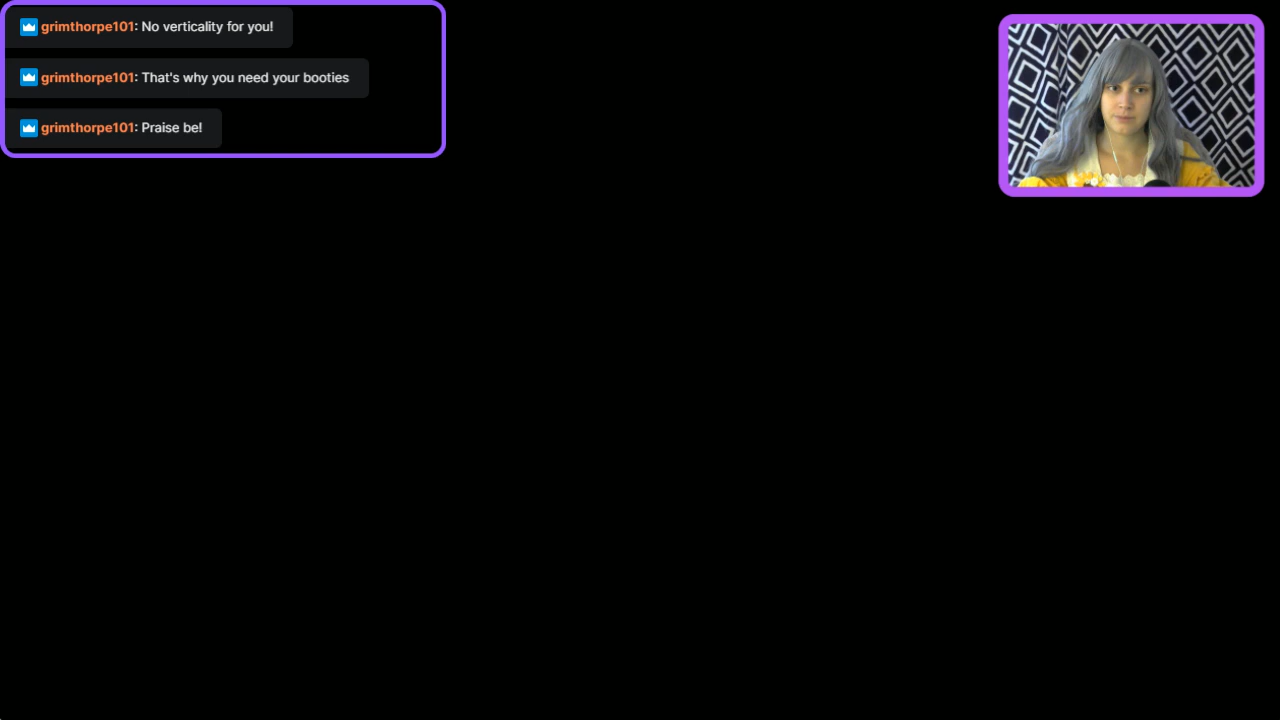 grimthorpe101: No verticality for you!
grimthorpe101: That's why you need your booties
grimthorpe101: Praise be!